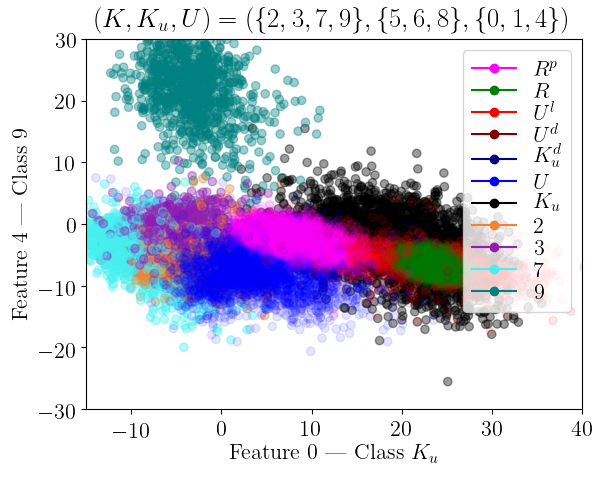 (K, K_u, U) = ({2, 3, 7, 9}, {5, 6, 8}, {0, 1, 4})
30
20
10
0
−10
−20
−30
Feature 4 — Class 9
R^p
R
U^l
U^d
K_u^d
U
K_u
2
3
7
9
−10
0
10
20
30
40
Feature 0 — Class K_u